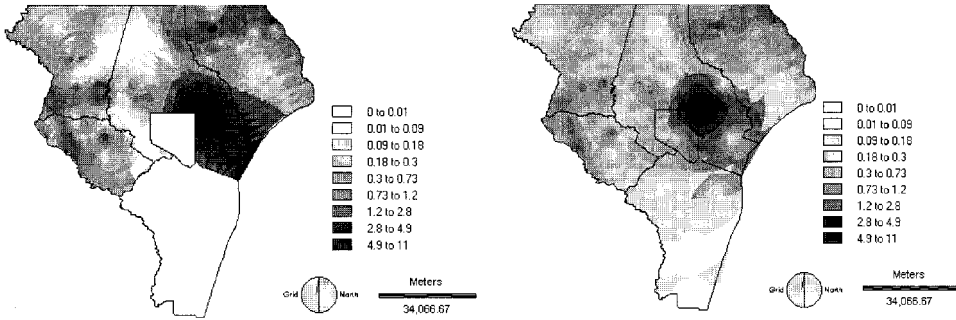 0 to 0.01
0.01 to 0.09
0.09 to 0.18
0.18 to 0.3
0.3 to 0.73
0.73 to 1.2
1.2 to 2.8
2.8 to 4.9
4.9 to 11
Grid North
Meters
34,066.67
0 to 0.01
0.01 to 0.09
0.09 to 0.18
0.18 to 0.3
0.3 to 0.73
0.73 to 1.2
1.2 to 2.8
2.8 to 4.9
4.9 to 11
Grid North
Meters
34,066.67